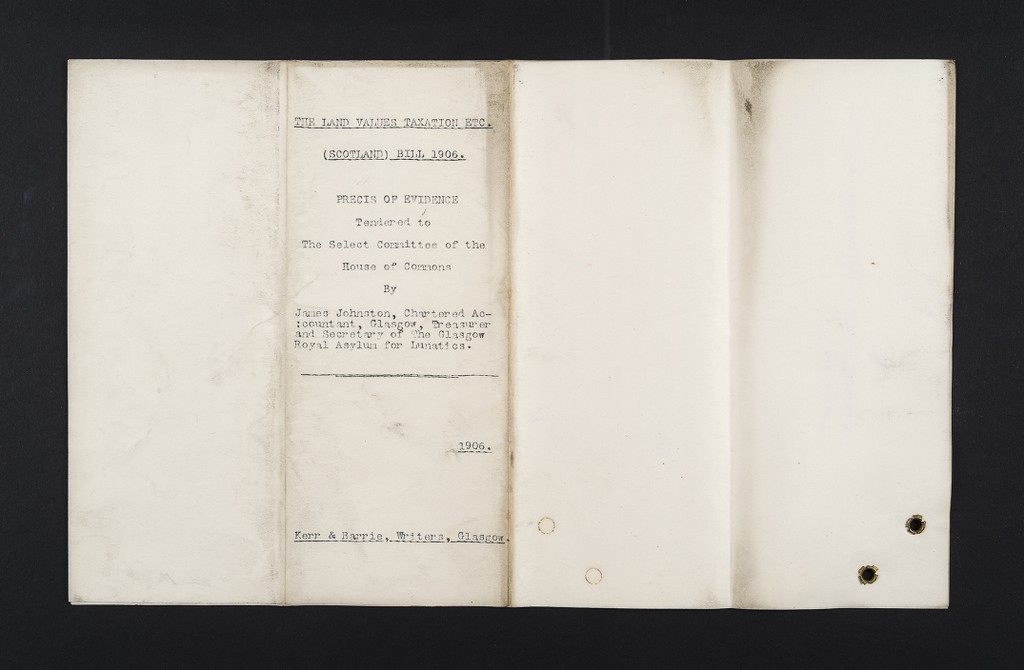 THE LAND VALUES TAXATION ETC.
(SCOTLAND) BILL 1906.
PRECIS OF EVIDENCE
Tendered to
The Select Committee of the
House of Commons
By
James Johnston, Chartered Ac-
:countant, Glasgow, Treasurer
and Secretary of The Glasgow
Royal Asylum for Lunatics.
1906.
Kerr & Barrie, Writers, Glasgow.